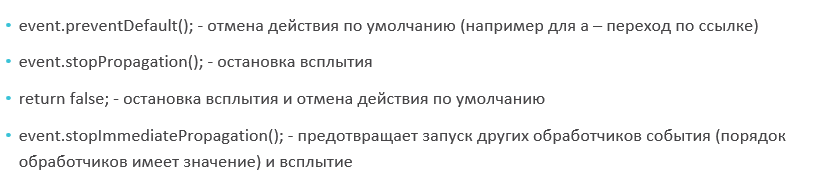 • event.preventDefault(); - отмена действия по умолчанию (например для a – переход по ссылке)
• event.stopPropagation(); - остановка всплытия
• return false; - остановка всплытия и отмена действия по умолчанию
• event.stopImmediatePropagation(); - предотвращает запуск других обработчиков события (порядок
обработчиков имеет значение) и всплытие